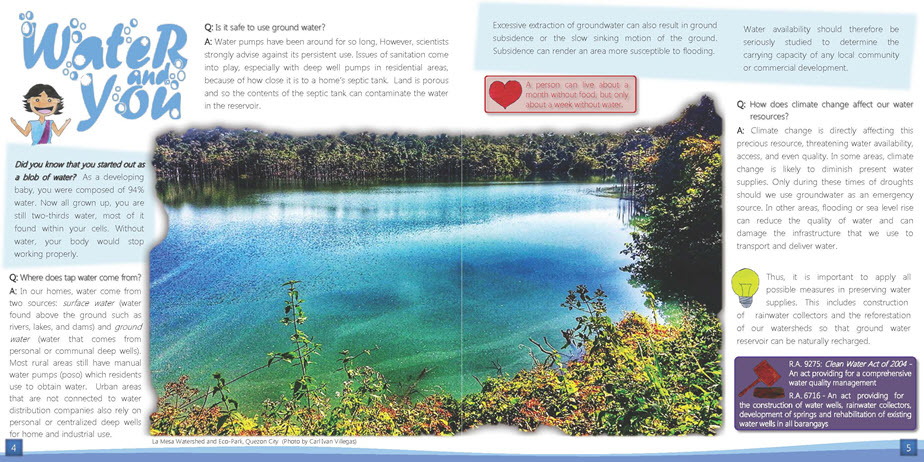 WateR
and
You
Did you know that you started out as
a blob of water? As a developing
baby, you were composed of 94%
water. Now all grown up, you are
still two-thirds water, most of it
found within your cells. Without
water, your body would stop
working properly.
Q: Where does tap water come from?
A: In our homes, water come from
two sources: surface water (water
found above the ground such as
rivers, lakes, and dams) and ground
water (water that comes from
personal or communal deep wells).
Most rural areas still have manual
water pumps (poso) which residents
use to obtain water. Urban areas
that are not connected to water
distribution companies also rely on
personal or centralized deep wells
for home and industrial use.
4
Q: Is it safe to use ground water?
A: Water pumps have been around for so long. However, scientists
strongly advise against its persistent use. Issues of sanitation come
into play, especially with deep well pumps in residential areas,
because of how close it is to a home's septic tank. Land is porous
and so the contents of the septic tank can contaminate the water
in the reservoir.
La Mesa Watershed and Eco-Park, Quezon City (Photo by Carl Ivan Villegas)
Excessive extraction of groundwater can also result in ground
subsidence or the slow sinking motion of the ground.
Subsidence can render an area more susceptible to flooding.
A person can live about a
month without food, but only
about a week without water.
Water availability should therefore be
seriously studied to determine the
carrying capacity of any local community
or commercial development.
Q: How does climate change affect our water
resources?
A: Climate change is directly affecting this
precious resource, threatening water availability,
access, and even quality. In some areas, climate
change is likely to diminish present water
supplies. Only during these times of droughts
should we use groundwater as an emergency
source. In other areas, flooding or sea level rise
can reduce the quality of water and can
damage the infrastructure that we use to
transport and deliver water.
Thus, it is important to apply all
possible measures in preserving water
supplies. This includes construction
of rainwater collectors and the reforestation
of our watersheds so that ground water
reservoir can be naturally recharged.
R.A. 9275: Clean Water Act of 2004 -
An act providing for a comprehensive
water quality management
R.A. 6716 - An act providing for
the construction of water wells, rainwater collectors,
development of springs and rehabilitation of existing
water wells in all barangays
5